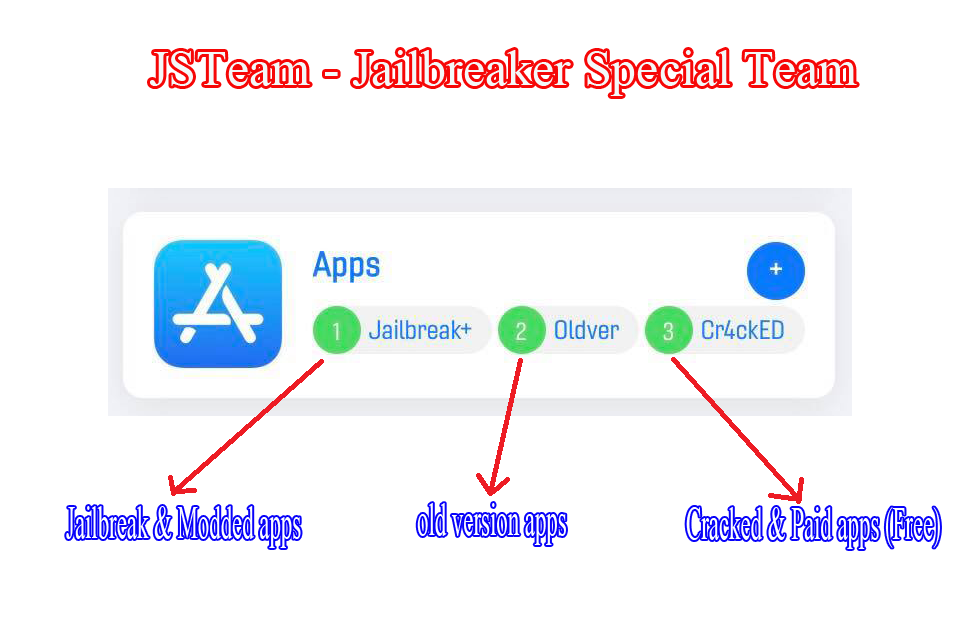 JSTeam - Jailbreaker Special Team
Apps
+
1 Jailbreak+ 2 Oldver 3 Cr4ckED
Jailbreak & Modded apps old version apps Cracked & Paid apps (Free)